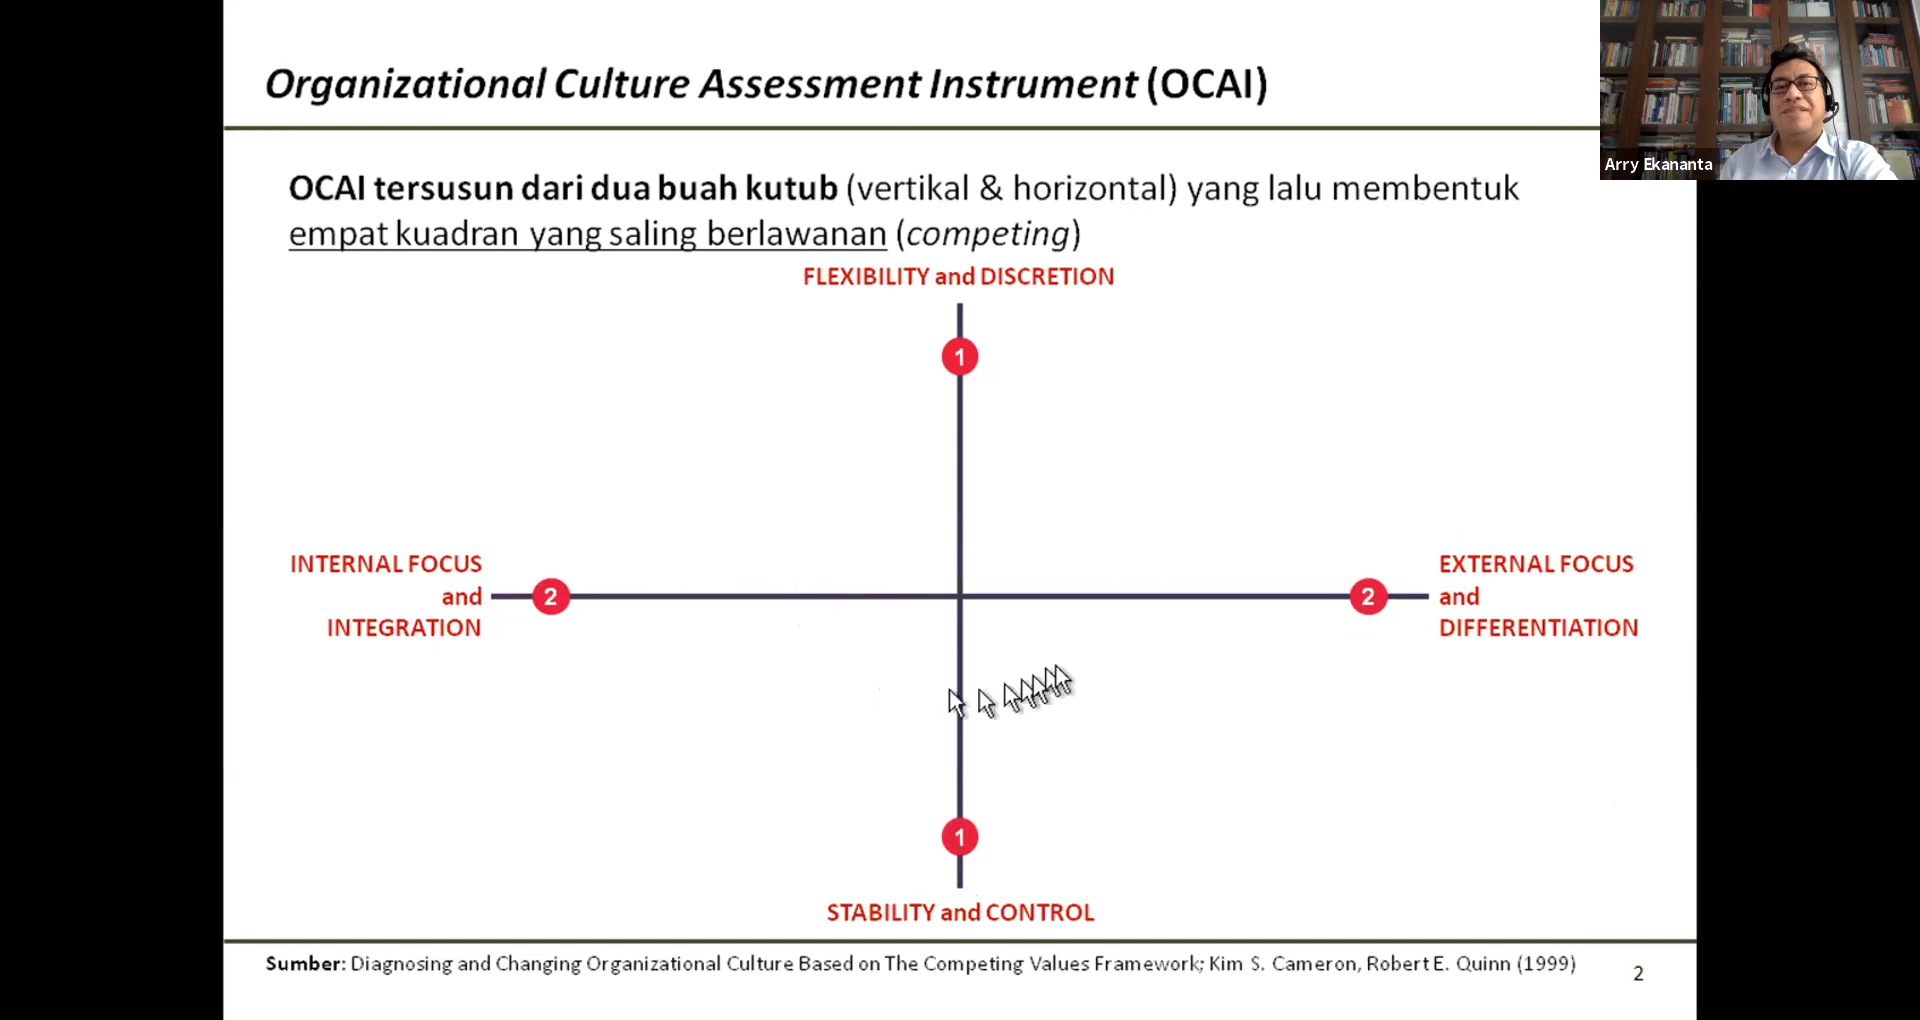 Organizational Culture Assessment Instrument (OCAI)
Arry Ekananta
OCAI tersusun dari dua buah kutub (vertikal & horizontal) yang lalu membentuk
empat kuadran yang saling berlawanan (competing)
FLEXIBILITY and DISCRETION
1
INTERNAL FOCUS
and
INTEGRATION
2
2
EXTERNAL FOCUS
and
DIFFERENTIATION
1
STABILITY and CONTROL
Sumber: Diagnosing and Changing Organizational Culture Based on The Competing Values Framework; Kim S. Cameron, Robert E. Quinn (1999)
2